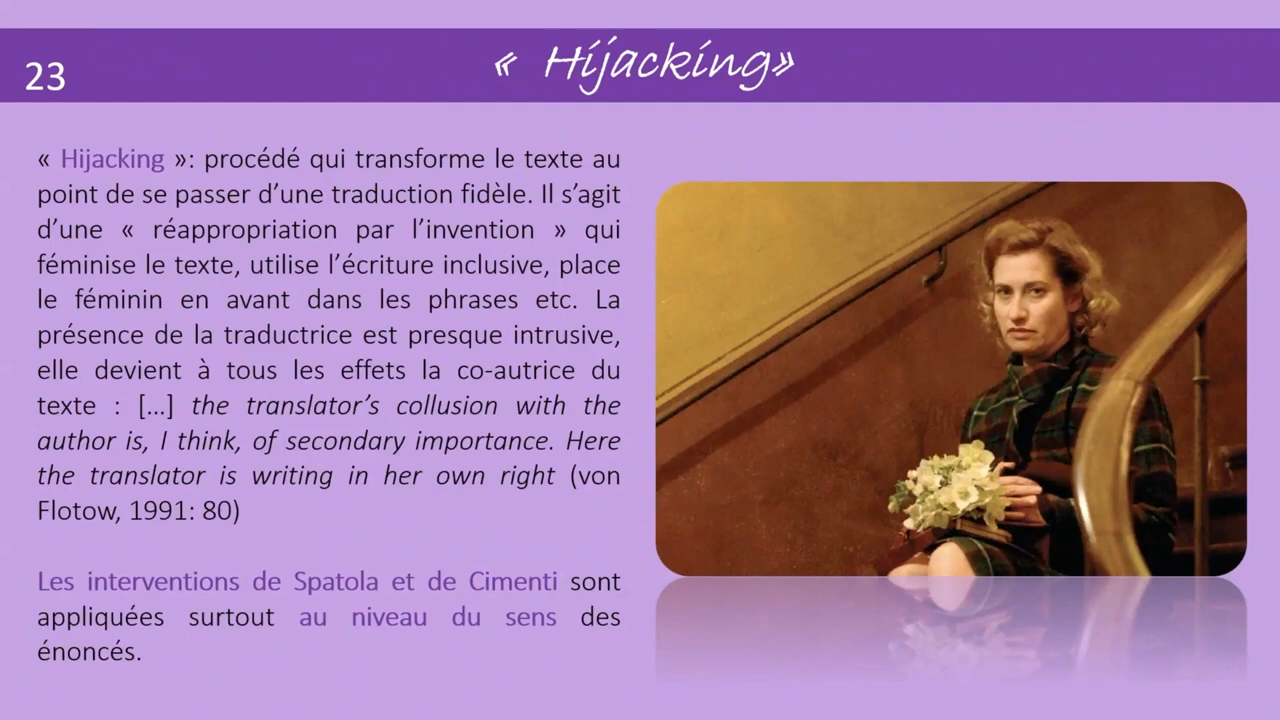 23
« Hijacking»
« Hijacking »: procédé qui transforme le texte au
point de se passer d’une traduction fidèle. Il s’agit
d’une « réappropriation par l’invention » qui
féminise le texte, utilise l’écriture inclusive, place
le féminin en avant dans les phrases etc. La
présence de la traductrice est presque intrusive,
elle devient à tous les effets la co-autrice du
texte : […] the translator’s collusion with the
author is, I think, of secondary importance. Here
the translator is writing in her own right (von
Flotow, 1991: 80)
Les interventions de Spatola et de Cimenti sont
appliquées surtout au niveau du sens des
énoncés.